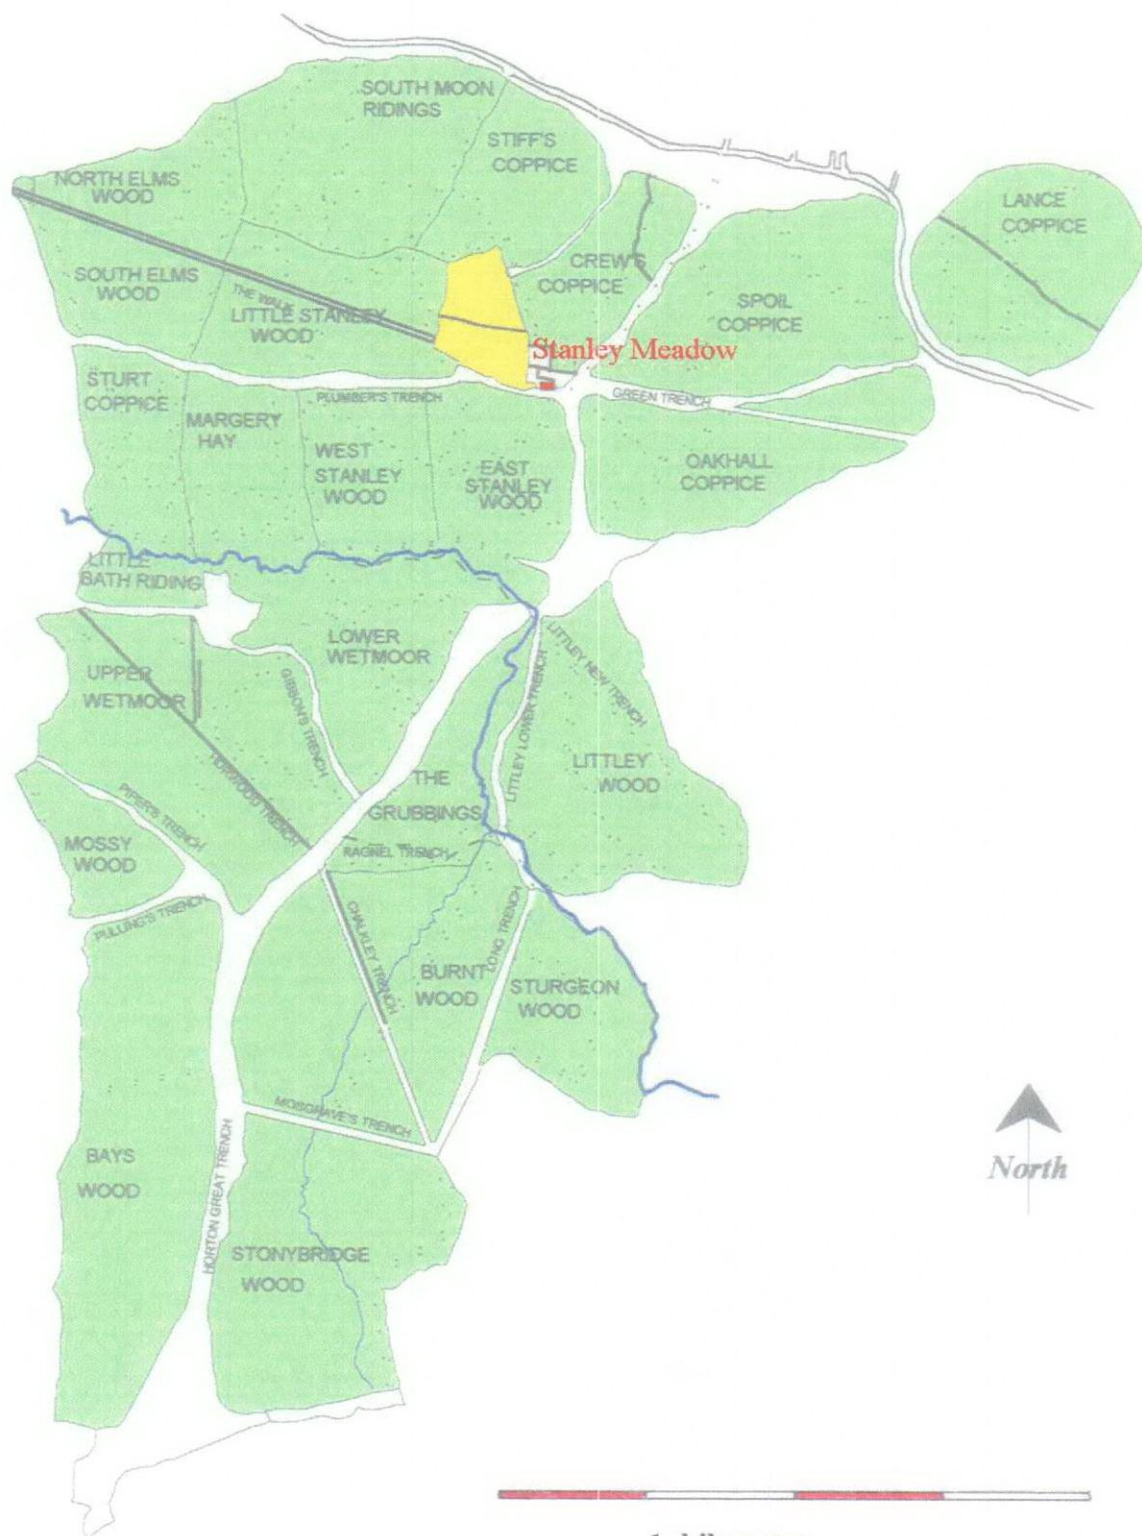 SOUTH MOON
RIDINGS
STIFF'S
COPPICE
NORTH ELMS
WOOD
LANCE
COPPICE
SOUTH ELMS
WOOD
THE WALK
LITTLE STANLEY
WOOD
CREW'S
COPPICE
SPOIL
COPPICE
Stanley Meadow
STURT
COPPICE
PLUMBER'S TRENCH
GREEN TRENCH
MARGERY
HAY
WEST
STANLEY
WOOD
EAST
STANLEY
WOOD
OAKHALL
COPPICE
LITTLE
BATH RIDING
LOWER
WETMOOR
LITTLEY NEW TRENCH
UPPER
WETMOOR
GIBSON'S TRENCH
LITTLEY LOWER TRENCH
LITTLEY
WOOD
THE
GRUBBINGS
PIPER'S TRENCH
MOSSY
WOOD
RAGNEL TRENCH
PULLING'S TRENCH
CHALKLEY TRENCH
LONG TRENCH
BURNT
WOOD
STURGEON
WOOD
MOSGRAVE'S TRENCH
North
BAYS
WOOD
HORTON GREAT TRENCH
STONYBRIDGE
WOOD